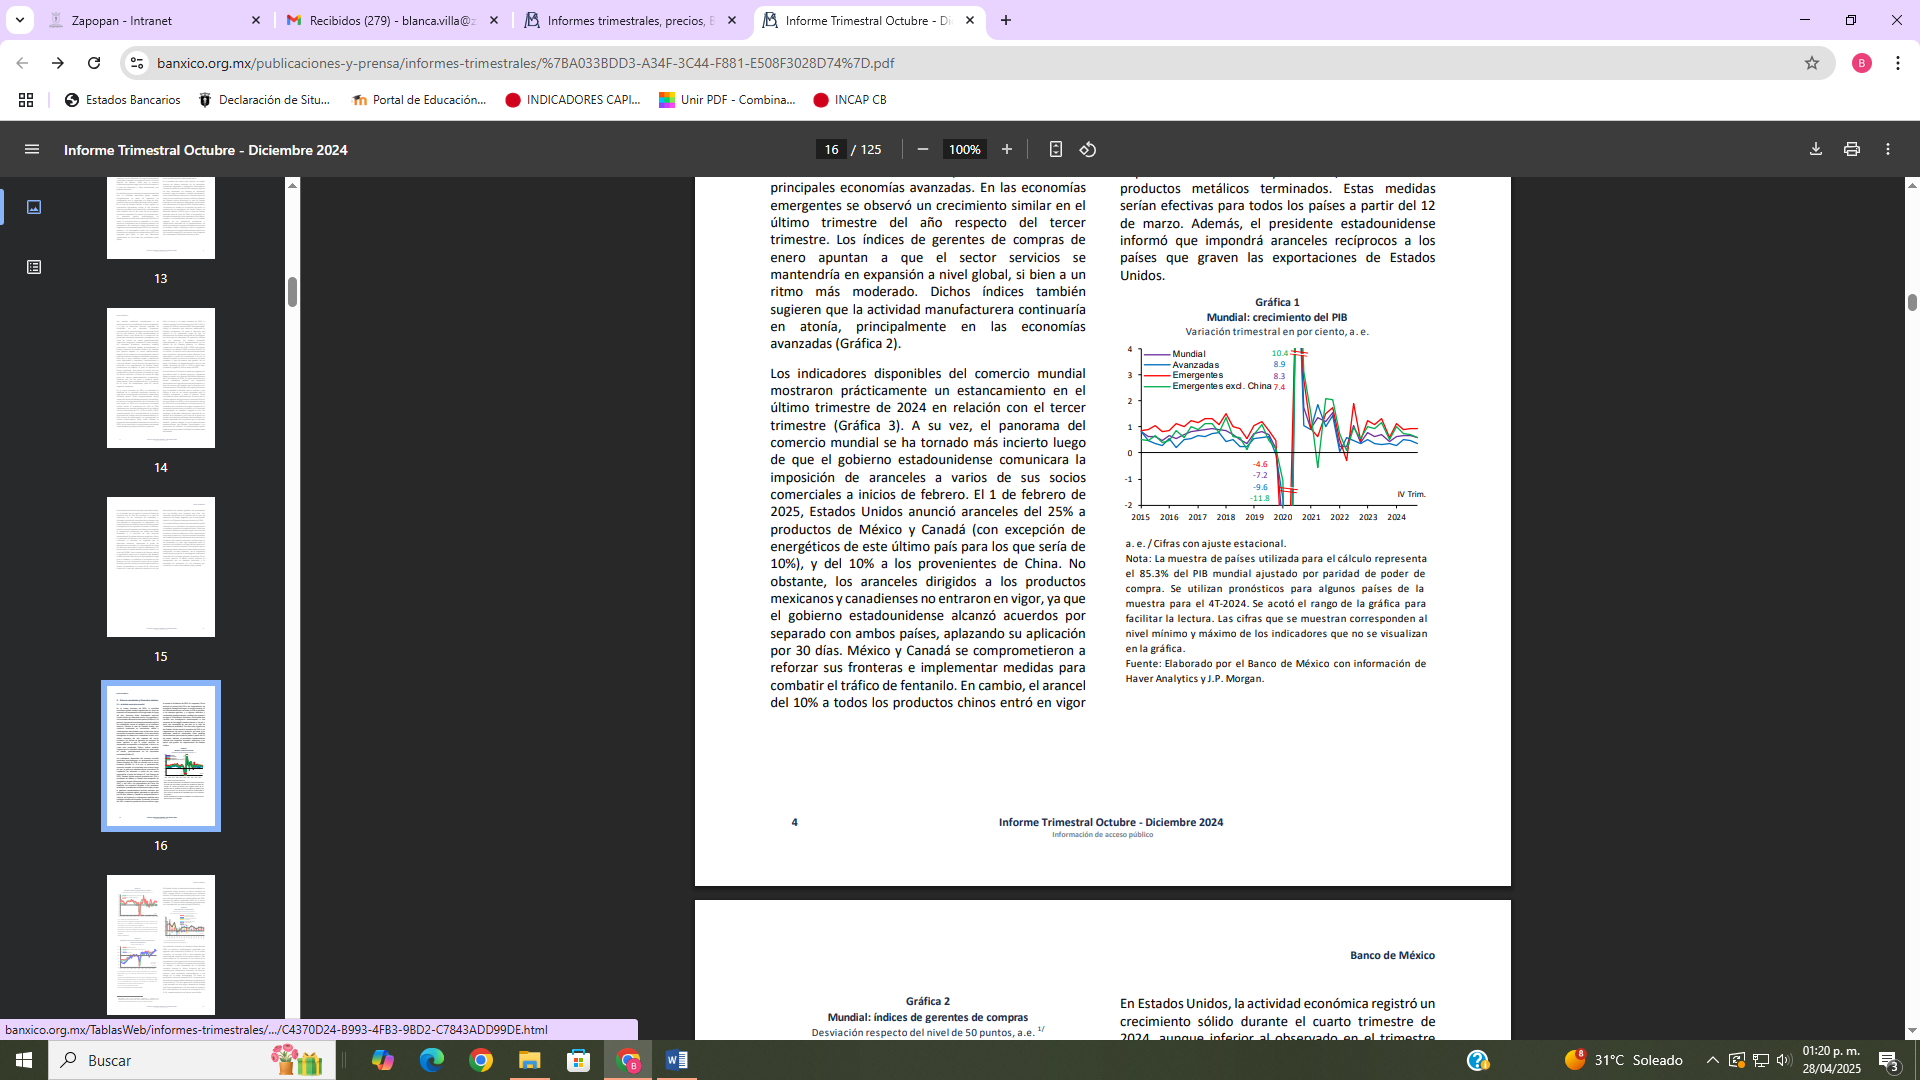 Zapopan - Intranet
Recibidos (279) - blanca.villa@z
Informes trimestrales, precios, B
Informe Trimestral Octubre - Di
banxico.org.mx/publicaciones-y-prensa/informes-trimestrales/%7BA033BDD3-A34F-3C44-F881-E508F3028D74%7D.pdf
B
Estados Bancarios
Declaración de Situ...
Portal de Educación...
INDICADORES CAPI...
Unir PDF - Combina...
INCAP CB
Informe Trimestral Octubre - Diciembre 2024
16 / 125
100%
13
14
15
16
principales economías avanzadas. En las economías
emergentes se observó un crecimiento similar en el
último trimestre del año respecto del tercer
trimestre. Los índices de gerentes de compras de
enero apuntan a que el sector servicios se
mantendría en expansión a nivel global, si bien a un
ritmo más moderado. Dichos índices también
sugieren que la actividad manufacturera continuaría
en atonía, principalmente en las economías
avanzadas (Gráfica 2).
Los indicadores disponibles del comercio mundial
mostraron prácticamente un estancamiento en el
último trimestre de 2024 en relación con el tercer
trimestre (Gráfica 3). A su vez, el panorama del
comercio mundial se ha tornado más incierto luego
de que el gobierno estadounidense comunicara la
imposición de aranceles a varios de sus socios
comerciales a inicios de febrero. El 1 de febrero de
2025, Estados Unidos anunció aranceles del 25% a
productos de México y Canadá (con excepción de
energéticos de este último país para los que sería de
10%), y del 10% a los provenientes de China. No
obstante, los aranceles dirigidos a los productos
mexicanos y canadienses no entraron en vigor, ya que
el gobierno estadounidense alcanzó acuerdos por
separado con ambos países, aplazando su aplicación
por 30 días. México y Canadá se comprometieron a
reforzar sus fronteras e implementar medidas para
combatir el tráfico de fentanilo. En cambio, el arancel
del 10% a todos los productos chinos entró en vigor
productos metálicos terminados. Estas medidas
serían efectivas para todos los países a partir del 12
de marzo. Además, el presidente estadounidense
informó que impondrá aranceles recíprocos a los
países que graven las exportaciones de Estados
Unidos.
Gráfica 1
Mundial: crecimiento del PIB
Variación trimestral en por ciento, a. e.
Mundial
Avanzadas
Emergentes
Emergentes excl. China
10.4
8.9
8.3
7.4
4
3
2
1
0
-1
-2
-4.6
-7.2
-9.6
-11.8
IV Trim.
2015 2016 2017 2018 2019 2020 2021 2022 2023 2024
a. e. / Cifras con ajuste estacional.
Nota: La muestra de países utilizada para el cálculo representa
el 85.3% del PIB mundial ajustado por paridad de poder de
compra. Se utilizan pronósticos para algunos países de la
muestra para el 4T-2024. Se acotó el rango de la gráfica para
facilitar la lectura. Las cifras que se muestran corresponden al
nivel mínimo y máximo de los indicadores que no se visualizan
en la gráfica.
Fuente: Elaborado por el Banco de México con información de
Haver Analytics y J.P. Morgan.
4
Informe Trimestral Octubre - Diciembre 2024
Información de acceso público
Banco de México
Gráfica 2
Mundial: índices de gerentes de compras
Desviación respecto del nivel de 50 puntos, a.e. 1/
En Estados Unidos, la actividad económica registró un
crecimiento sólido durante el cuarto trimestre de
2024, aunque inferior al observado en el trimestre
banxico.org.mx/TablasWeb/informes-trimestrales/.../C4370D24-B993-4FB3-9BD2-C7843ADD99DE.html
Buscar
31°C Soleado
01:20 p. m.
28/04/2025
3